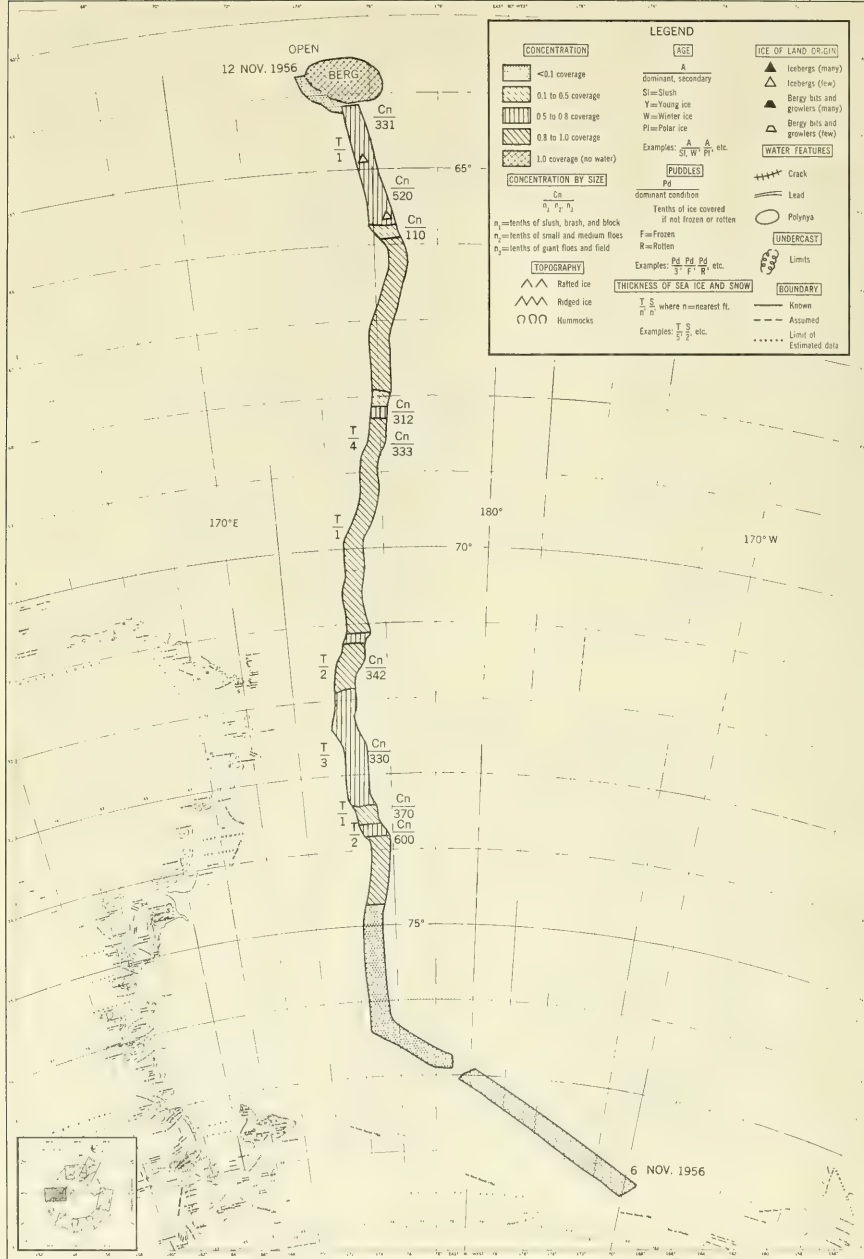 OPEN
12 NOV. 1956
BERG
Cn
331
T
1
Cn
520
65°
Cn
110
Cn
312
T
4
Cn
333
170°E
180°
T
1
70°
170°W
T
2
Cn
342
T
3
Cn
330
T
1
Cn
370
T
2
Cn
600
75°
6 NOV. 1956
LEGEND
CONCENTRATION
<0.1 coverage
0.1 to 0.5 coverage
0.5 to 0.8 coverage
0.8 to 1.0 coverage
1.0 coverage (no water)
CONCENTRATION BY SIZE
Cn
n₁ n₂ n₃
n₁=tenths of slush, brash, and block
n₂=tenths of small and medium floes
n₃=tenths of giant floes and field
TOPOGRAPHY
Rafted ice
Ridged ice
Hummocks
AGE
A
dominant, secondary
Sl=Slush
Y=Young ice
W=Winter ice
Pl=Polar ice
Examples: A/Sl, W, A/Pl, etc.
PUDDLES
Pd
dominant condition
Tenths of ice covered
if not frozen or rotten
F=Frozen
R=Rotten
Examples: Pd/3, Pd/F, Pd/R, etc.
THICKNESS OF SEA ICE AND SNOW
T/n, S/n, where n=nearest ft.
Examples: T/5, S/2, etc.
ICE OF LAND ORIGIN
Icebergs (many)
Icebergs (few)
Bergy bits and
growlers (many)
Bergy bits and
growlers (few)
WATER FEATURES
Crack
Lead
Polynya
UNDERCAST
Limits
BOUNDARY
Known
Assumed
Limit of
Estimated data